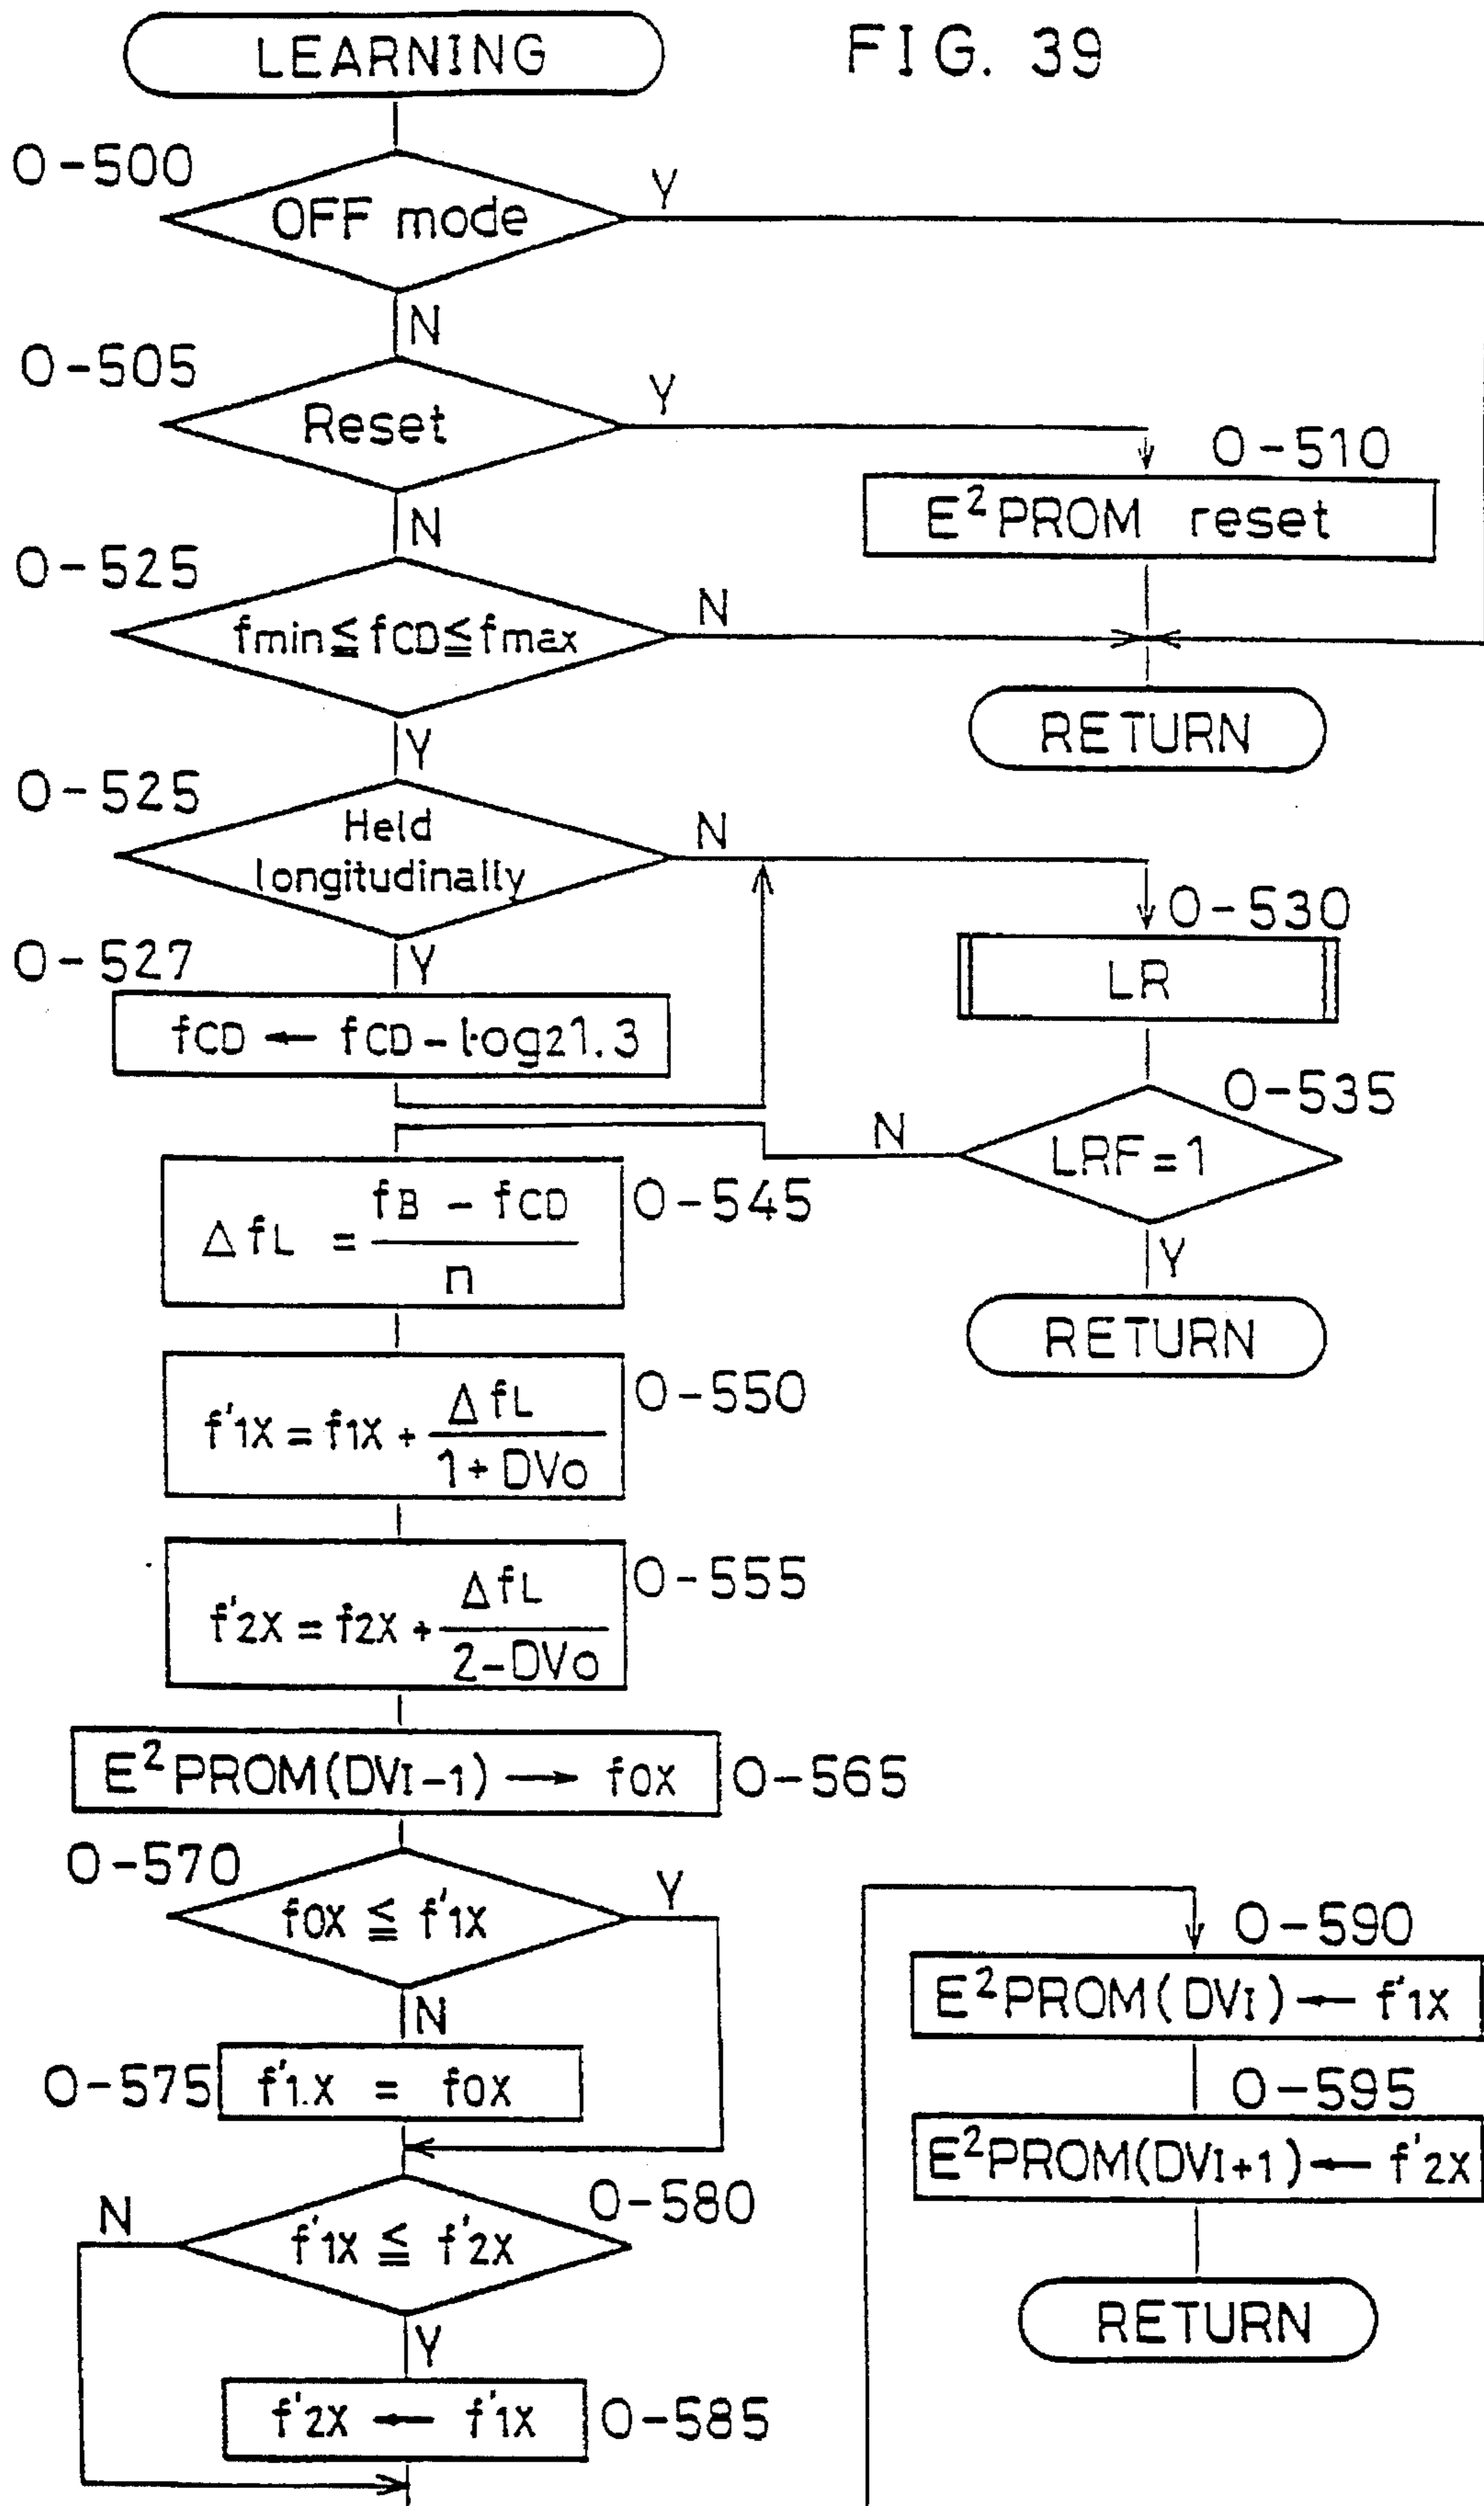 FIG. 39
LEARNING
O-500
OFF mode
Y
N
O-505
Reset
Y
N
O-510
E²PROM reset
O-525
fmin≦fCD≦fmax
N
Y
RETURN
O-525
Held
longitudinally
N
Y
O-527
fCD ← fCD-log21.3
O-530
LR
O-535
LRF=1
N
Y
RETURN
ΔfL = fB - fCD
n
O-545
f'1X = f1X + ΔfL
1+DVo
O-550
f'2X = f2X + ΔfL
2-DVo
O-555
E²PROM(DVI-1) → f0X
O-565
O-570
f0X ≦ f'1X
Y
N
O-575
f'1.X = f0X
O-580
f'1X ≦ f'2X
N
Y
f'2X ← f'1X
O-585
O-590
E²PROM(DVI) ← f'1X
O-595
E²PROM(DVI+1) ← f'2X
RETURN